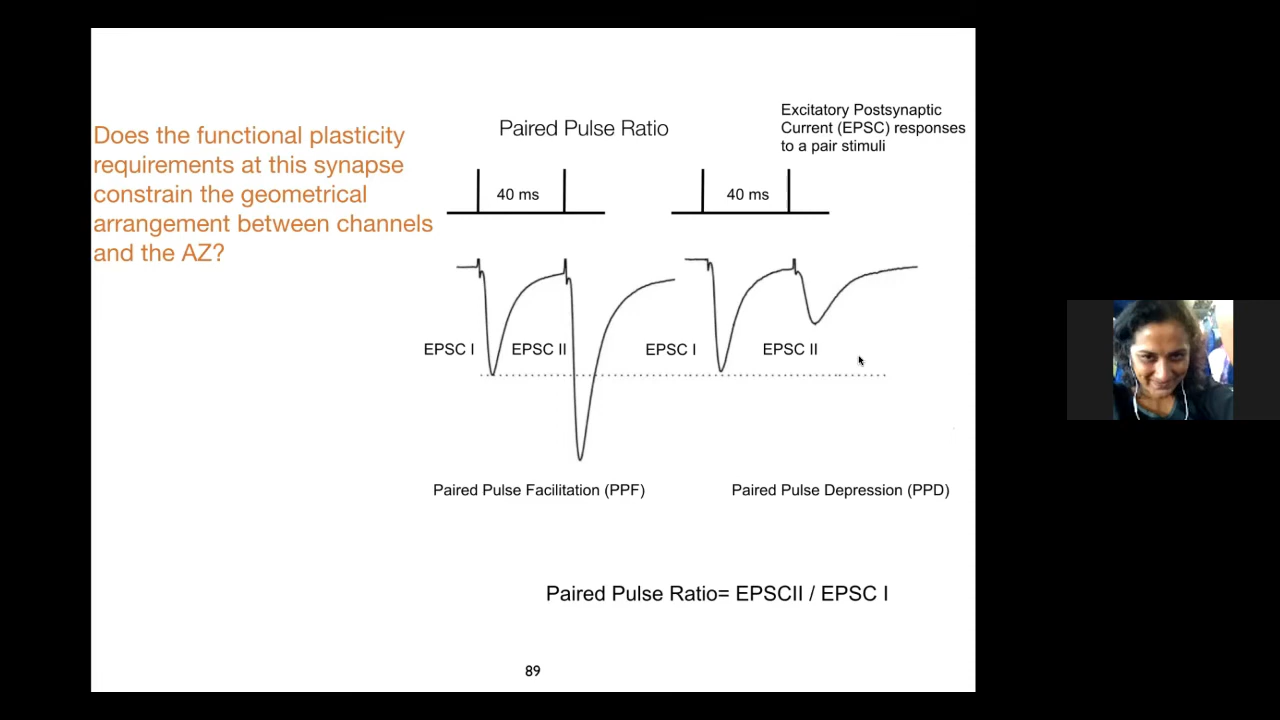 Does the functional plasticity
requirements at this synapse
constrain the geometrical
arrangement between channels
and the AZ?
Paired Pulse Ratio
Excitatory Postsynaptic
Current (EPSC) responses
to a pair stimuli
40 ms
40 ms
EPSC I
EPSC II
EPSC I
EPSC II
Paired Pulse Facilitation (PPF)
Paired Pulse Depression (PPD)
Paired Pulse Ratio= EPSCII / EPSC I
89